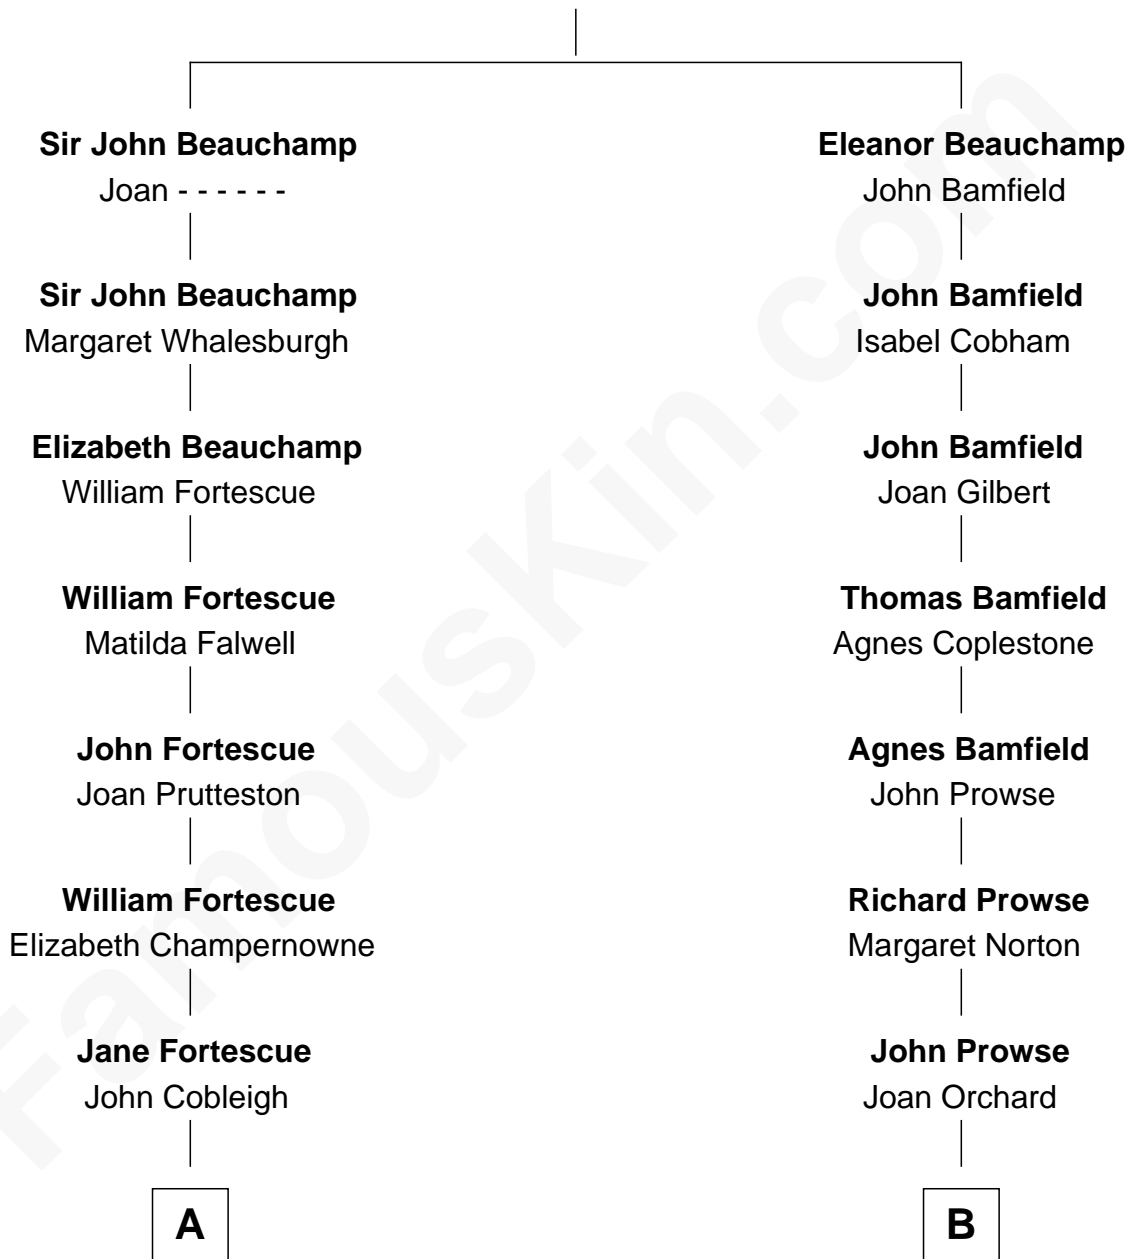 Sir John Beauchamp
Joan - - - - - -
Sir John Beauchamp
Margaret Whalesburgh
Elizabeth Beauchamp
William Fortescue
William Fortescue
Matilda Falwell
John Fortescue
Joan Prutteston
William Fortescue
Elizabeth Champernowne
Jane Fortescue
John Cobleigh
A
Eleanor Beauchamp
John Bamfield
John Bamfield
Isabel Cobham
John Bamfield
Joan Gilbert
Thomas Bamfield
Agnes Coplestone
Agnes Bamfield
John Prowse
Richard Prowse
Margaret Norton
John Prowse
Joan Orchard
B
FamousKin.com